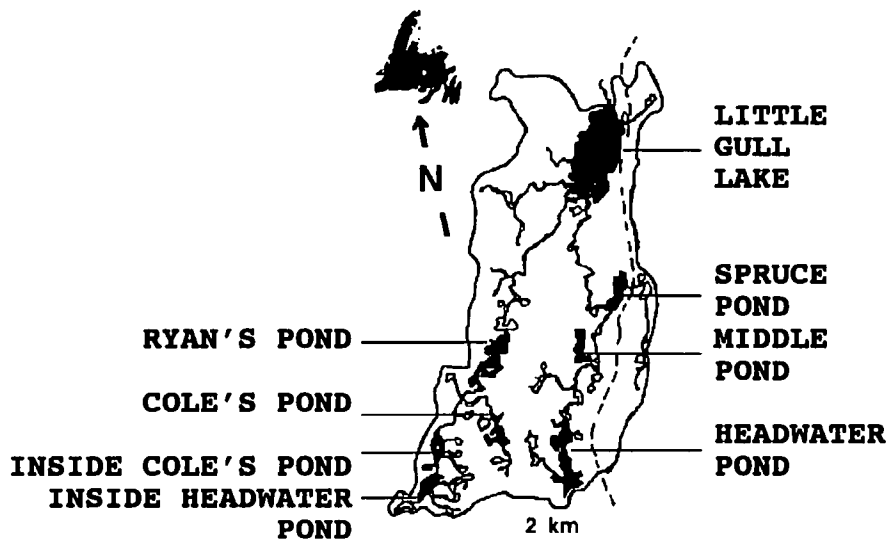 LITTLE
GULL
LAKE
N
SPRUCE
POND
RYAN'S POND
MIDDLE
POND
COLE'S POND
HEADWATER
POND
INSIDE COLE'S POND
INSIDE HEADWATER
POND
2 km